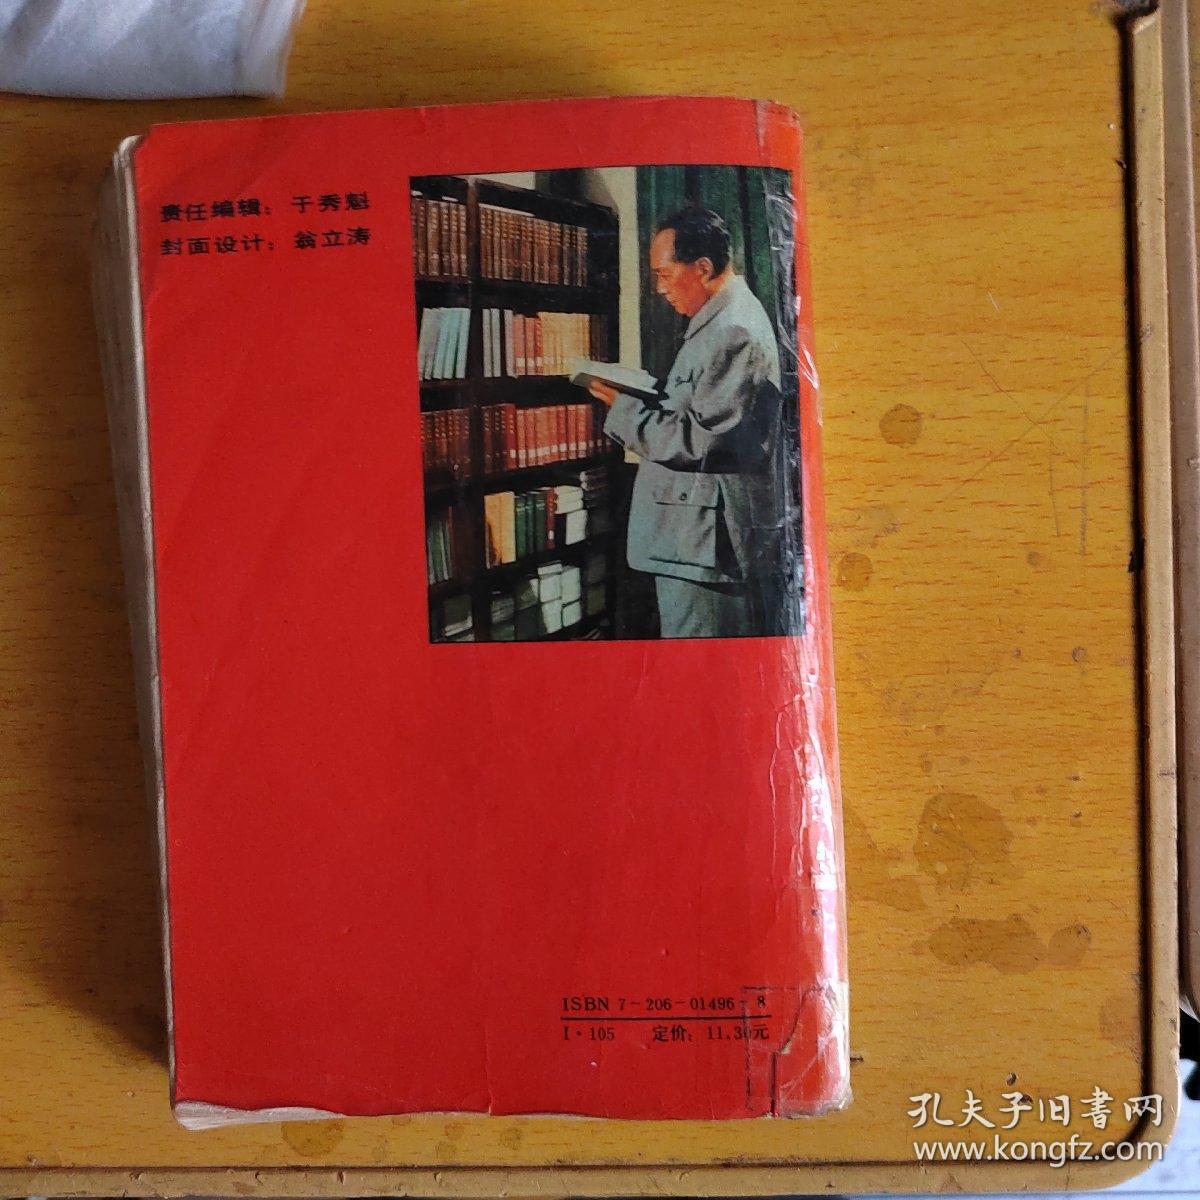 责任编辑：于秀魁
封面设计：翁立涛
ISBN 7－206－01496－8
I·105 定价：11.30元
孔夫子旧书网
www.kongfz.com